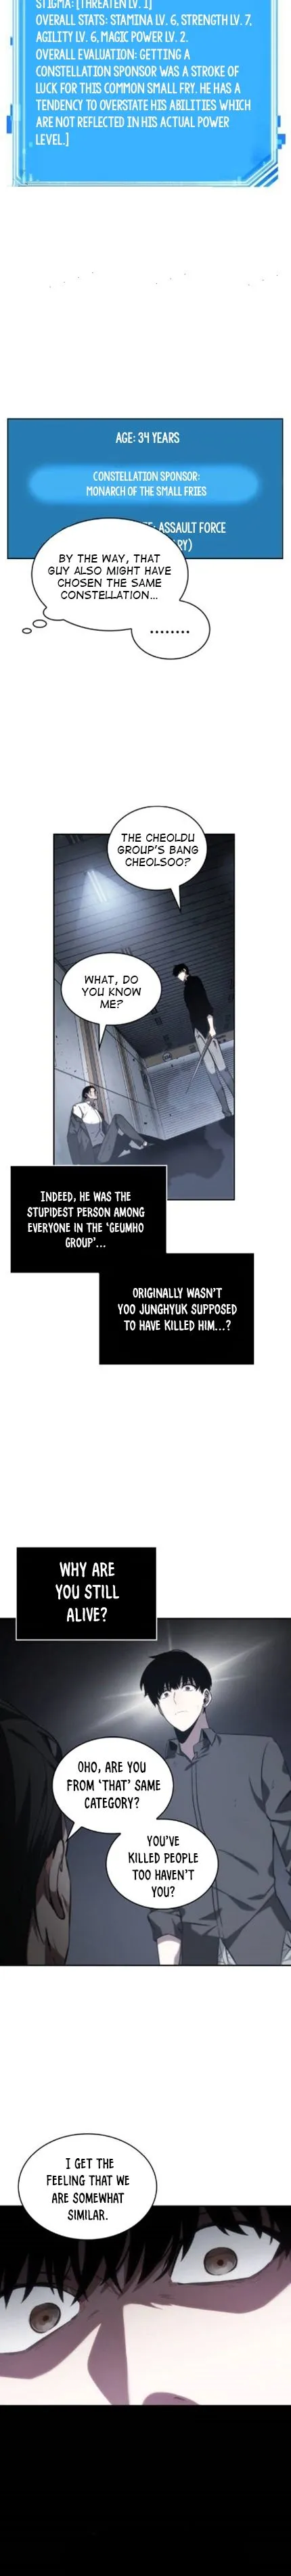 STIGMA: [THREATEN LV. 1]
OVERALL STATS: STAMINA LV. 6, STRENGTH LV. 7,
AGILITY LV. 6, MAGIC POWER LV. 2.
OVERALL EVALUATION: GETTING A
CONSTELLATION SPONSOR WAS A STROKE OF
LUCK FOR THIS COMMON SMALL FRY. HE HAS A
TENDENCY TO OVERSTATE HIS ABILITIES WHICH
ARE NOT REFLECTED IN HIS ACTUAL POWER
LEVEL.]
AGE: 34 YEARS
CONSTELLATION SPONSOR:
MONARCH OF THE SMALL FRIES
ASSAULT FORCE
BY THE WAY, THAT
GUY ALSO MIGHT HAVE
CHOSEN THE SAME
CONSTELLATION...
........
THE CHEOLDU
GROUP'S BANG
CHEOLSOO?
WHAT, DO
YOU KNOW
ME?
INDEED, HE WAS THE
STUPIDEST PERSON AMONG
EVERYONE IN THE 'GEUMHO
GROUP'...
ORIGINALLY WASN'T
YOO JUNGHYUK SUPPOSED
TO HAVE KILLED HIM...?
WHY ARE
YOU STILL
ALIVE?
OHO, ARE YOU
FROM 'THAT' SAME
CATEGORY?
YOU'VE
KILLED PEOPLE
TOO HAVEN'T
YOU?
I GET THE
FEELING THAT WE
ARE SOMEWHAT
SIMILAR.